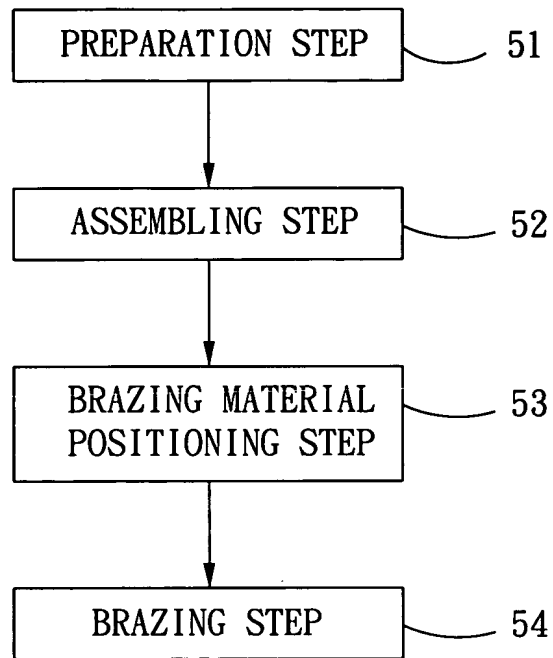 PREPARATION STEP 51
ASSEMBLING STEP 52
BRAZING MATERIAL
POSITIONING STEP 53
BRAZING STEP 54